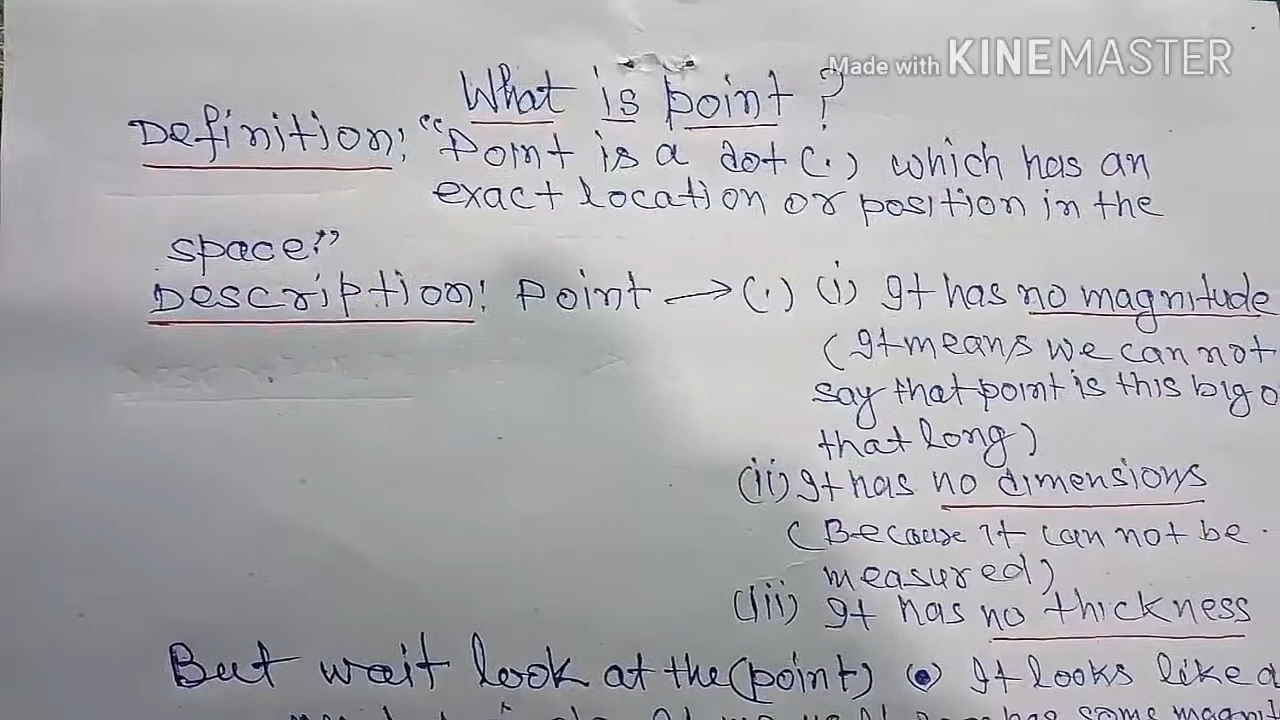 Made with KINEMASTER
What is point ?
Definition: "Point is a dot (.) which has an
exact location or position in the
space."
Description: Point → (.) (i) It has no magnitude
(It means we can not
say that point is this big o
that long)
(ii) It has no dimensions
(Because it can not be
measured)
(iii) It has no thickness
But wait look at the (point) (•) It looks like a
has some